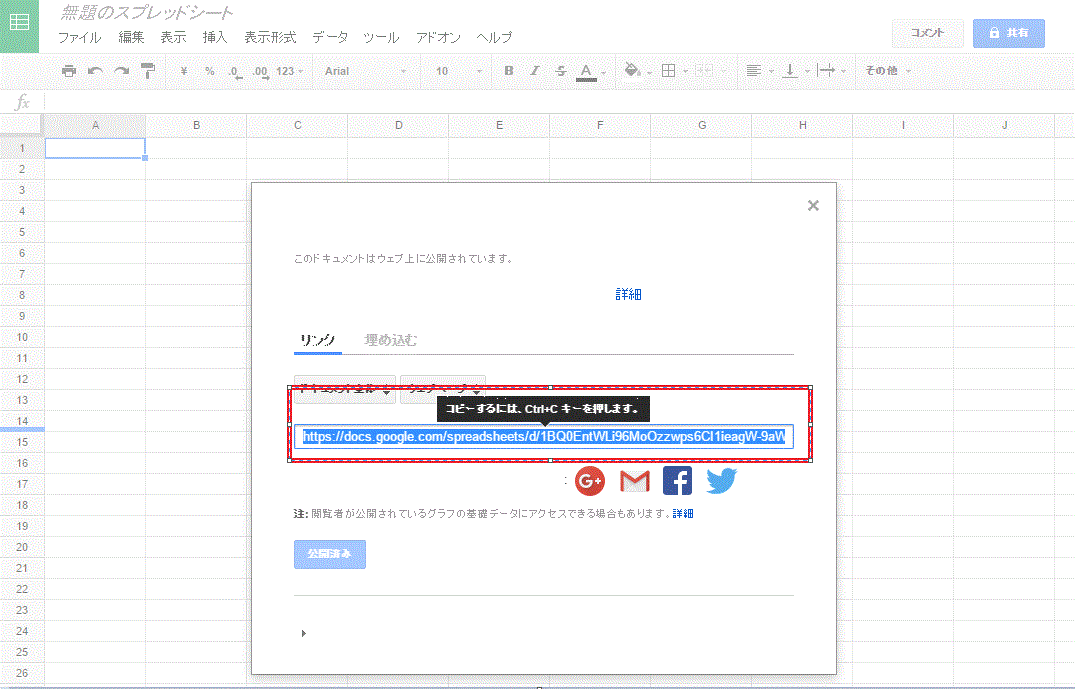 無題のスプレッドシート
ファイル 編集 表示 挿入 表示形式 データ ツール アドオン ヘルプ
コメント 共有
¥ % .0 .00 123 Arial 10 B I S A その他
fx
A B C D E F G H I J
1
2
3
4
5
6
7
8
9
10
11
12
13
14
15
16
17
18
19
20
21
22
23
24
25
26
×
このドキュメントはウェブ上に公開されています。
詳細
リンク 埋め込む
コピーするには、Ctrl+C キーを押します。
https://docs.google.com/spreadsheets/d/1BQ0EntWLi96MoOzzwps6CI1ieagW-9aW
: G+ f
注: 閲覧者が公開されているグラフの基礎データにアクセスできる場合もあります。詳細
公開済み